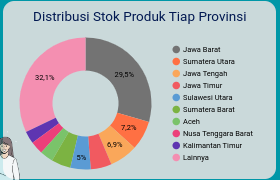 Distribusi Stok Produk Tiap Provinsi
29,5%
7,2%
6,9%
5%
32,1%
Jawa Barat
Sumatera Utara
Jawa Tengah
Jawa Timur
Sulawesi Utara
Sumatera Barat
Aceh
Nusa Tenggara Barat
Kalimantan Timur
Lainnya